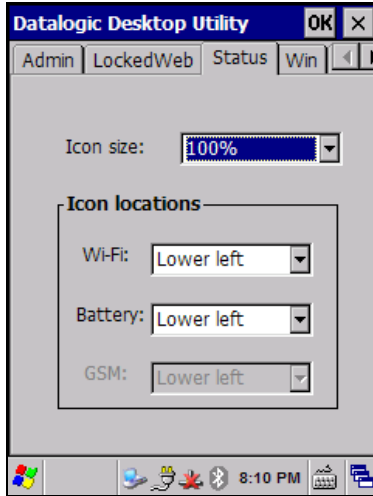 Datalogic Desktop Utility OK
Admin LockedWeb Status Win
Icon size: 100%
Icon locations
Wi-Fi: Lower left
Battery: Lower left
GSM: Lower left
8:10 PM